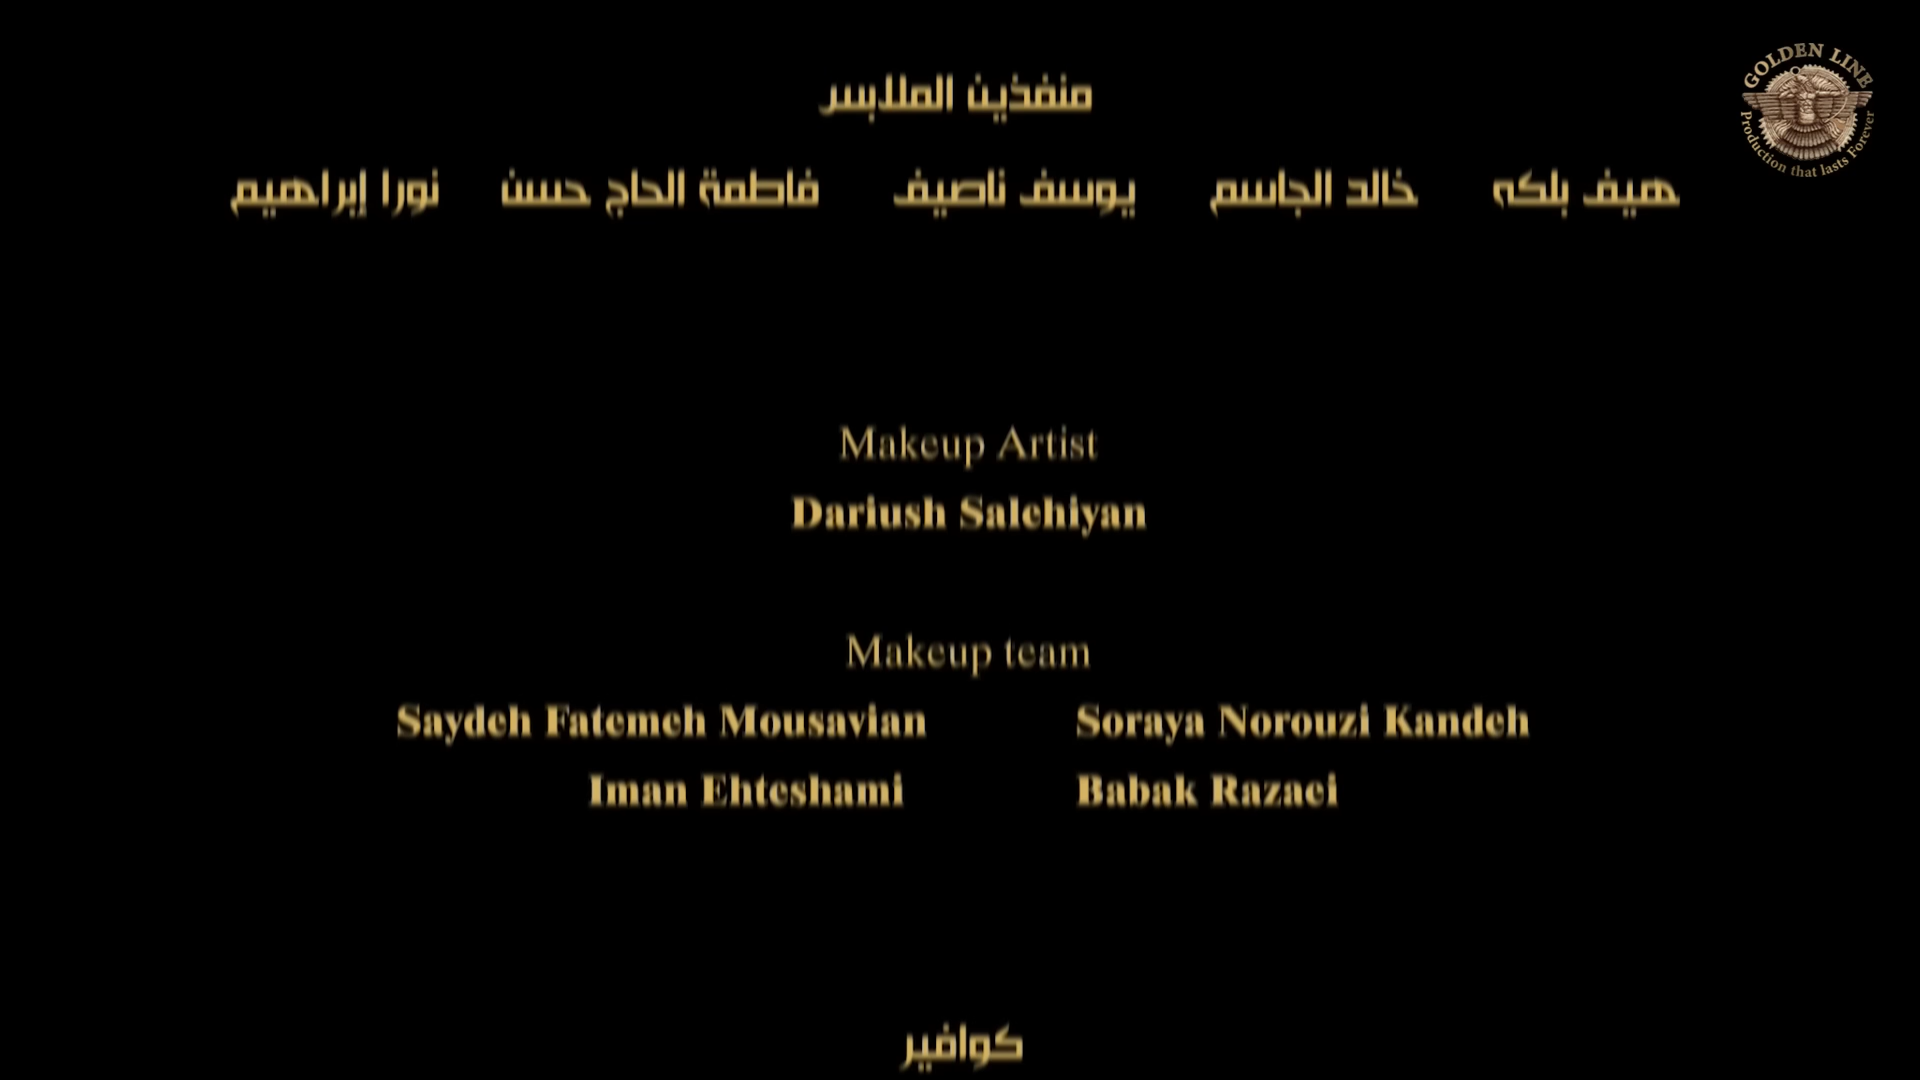 GOLDEN LINE
Production that lasts Forever
منفذين الملابس
هيف بلكه خالد الجاسم يوسف ناصيف فاطمة الحاج حسن نورا إبراهيم
Makeup Artist
Dariush Salehiyan
Makeup team
Saydeh Fatemeh Mousavian Soraya Norouzi Kandeh
Iman Ehteshami Babak Razaei
كوافير